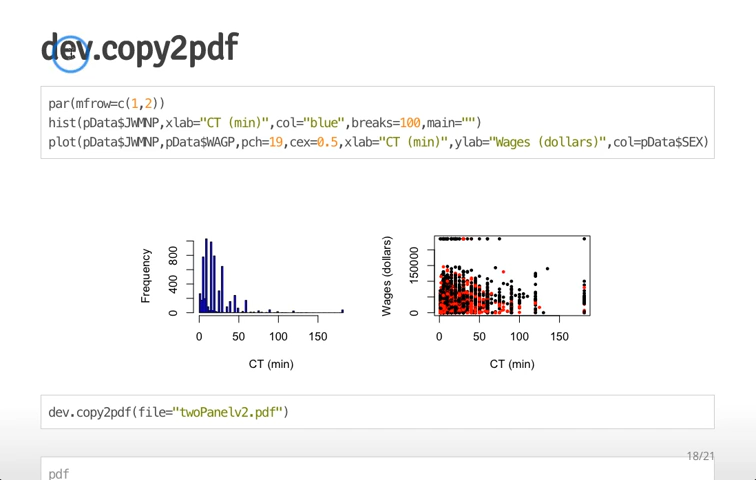 dev.copy2pdf
par(mfrow=c(1,2))
hist(pData$JWMNP,xlab="CT (min)",col="blue",breaks=100,main="")
plot(pData$JWMNP,pData$WAGP,pch=19,cex=0.5,xlab="CT (min)",ylab="Wages (dollars)",col=pData$SEX)
Frequency
0 400 800
0 50 100 150
CT (min)
Wages (dollars)
0 150000
0 50 100 150
CT (min)
dev.copy2pdf(file="twoPanelv2.pdf")
18/21
pdf